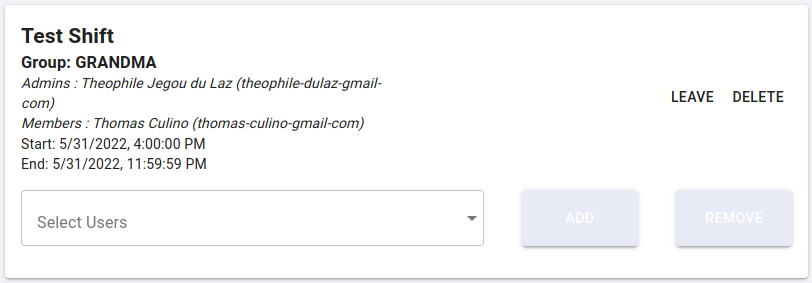 Test Shift
Group: GRANDMA
Admins : Theophile Jegou du Laz (theophile-dulaz-gmail-
com)
Members : Thomas Culino (thomas-culino-gmail-com)
Start: 5/31/2022, 4:00:00 PM
End: 5/31/2022, 11:59:59 PM
LEAVE DELETE
Select Users
ADD REMOVE